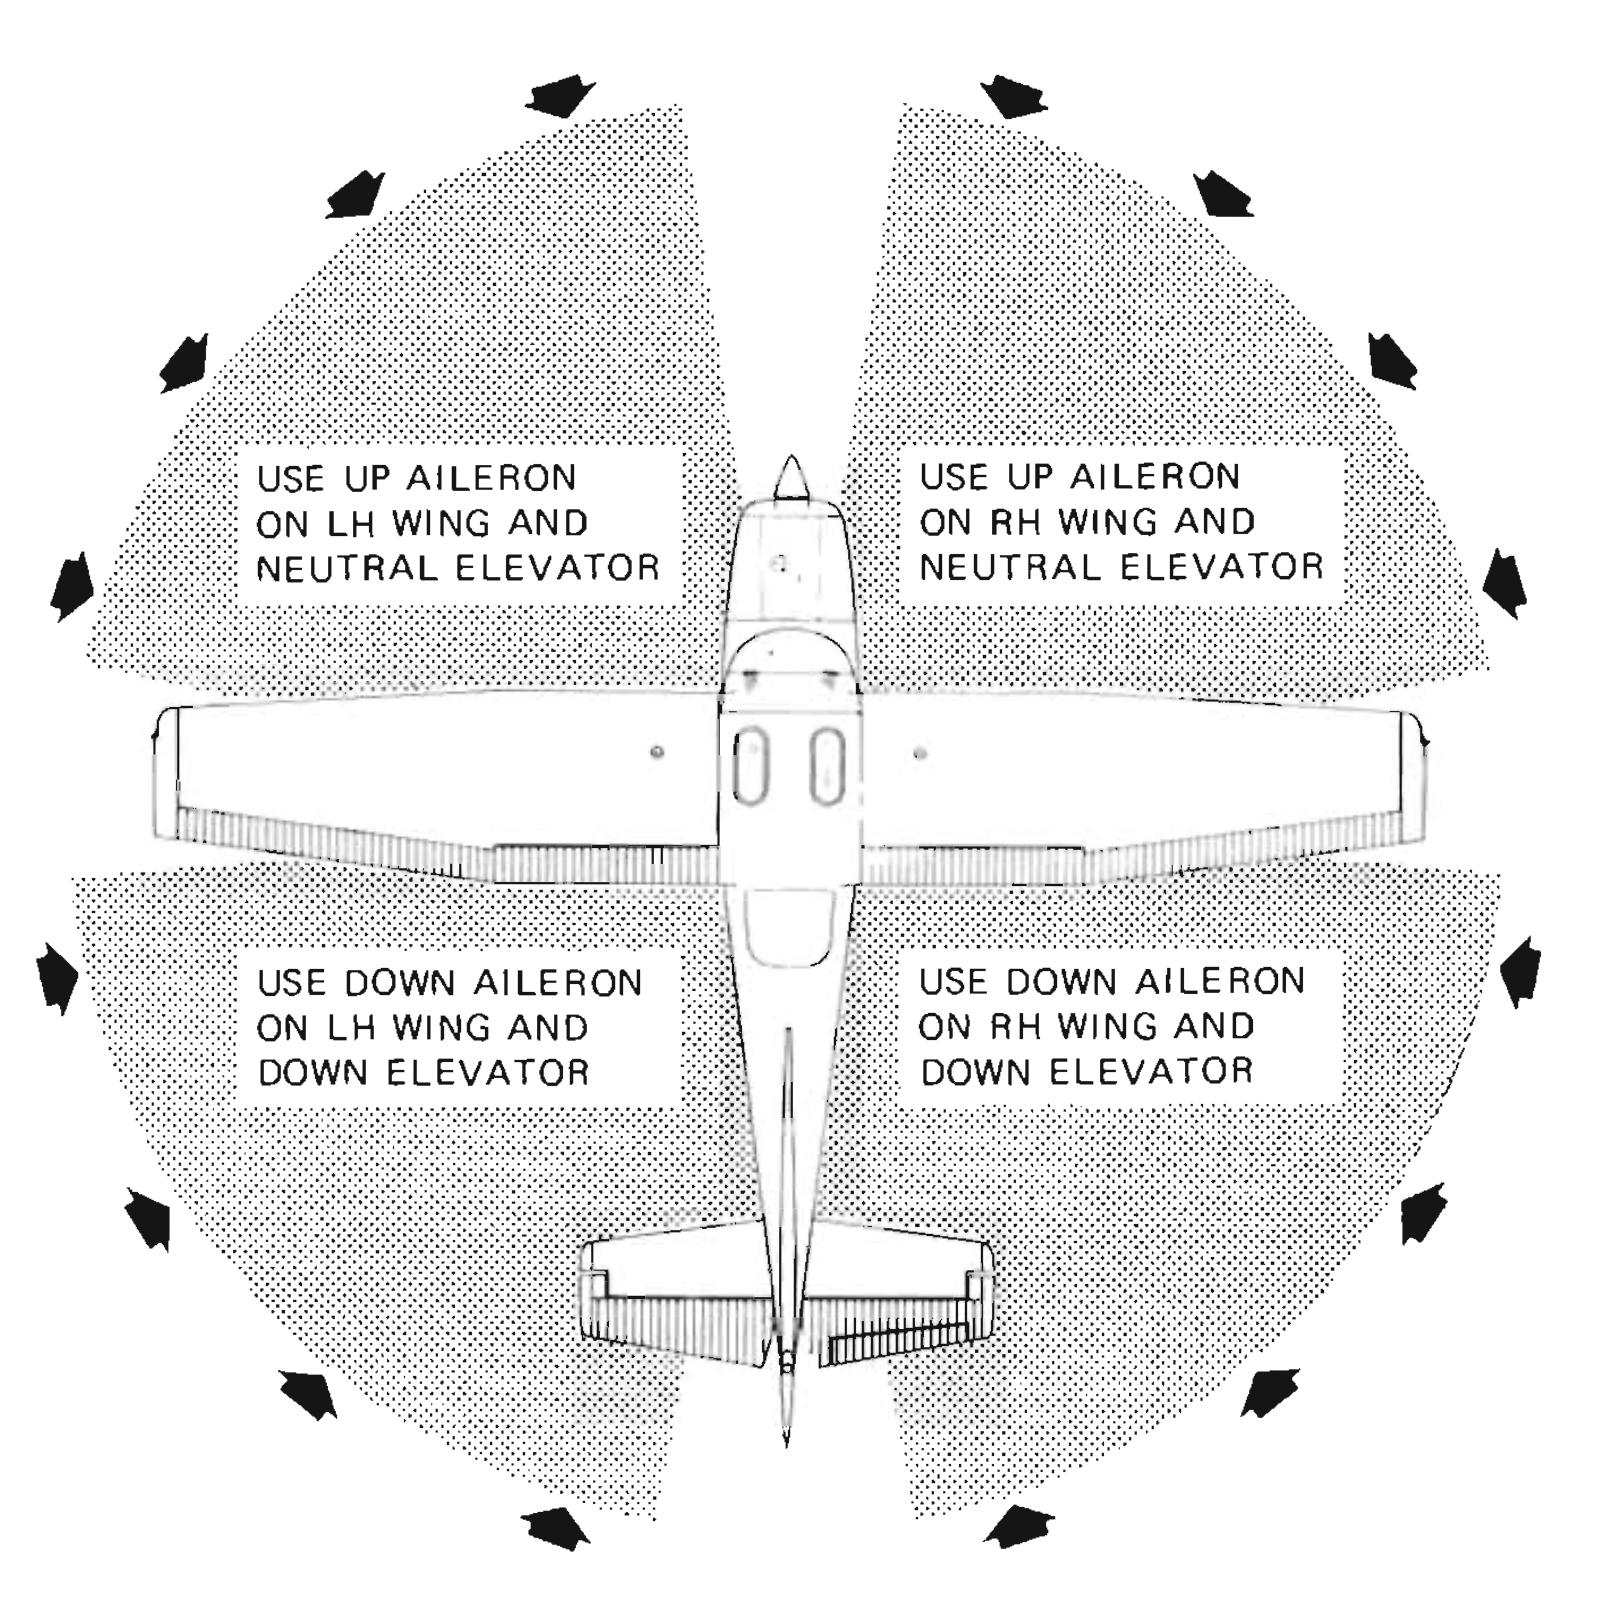 USE UP AILERON
ON LH WING AND
NEUTRAL ELEVATOR
USE UP AILERON
ON RH WING AND
NEUTRAL ELEVATOR
USE DOWN AILERON
ON LH WING AND
DOWN ELEVATOR
USE DOWN AILERON
ON RH WING AND
DOWN ELEVATOR